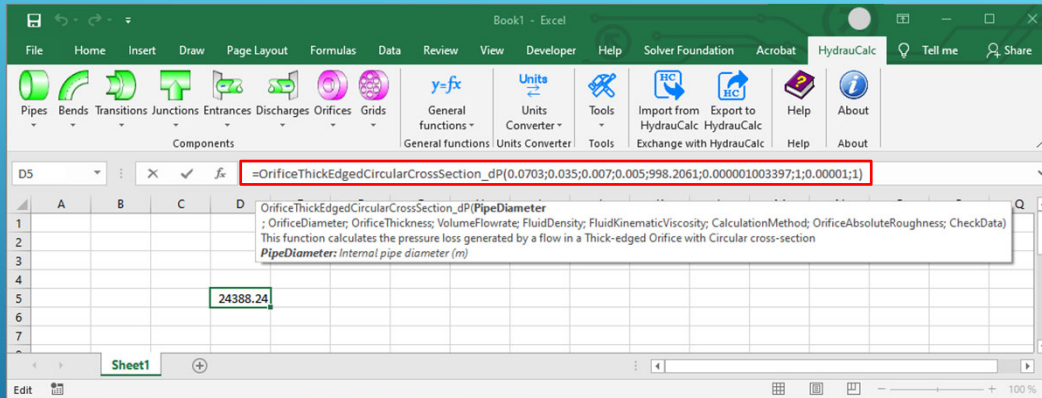 Book1 - Excel
File Home Insert Draw Page Layout Formulas Data Review View Developer Help Solver Foundation Acrobat HydrauCalc Tell me Share
Pipes Bends Transitions Junctions Entrances Discharges Orifices Grids
Components
y=fx
General
functions
General functions
Units
Units
Converter
Units Converter
Tools
Tools
HC
Import from
HydrauCalc
HC
Export to
HydrauCalc
Exchange with HydrauCalc
Help
Help
i
About
About
D5 fx =OrificeThickEdgedCircularCrossSection_dP(0.0703;0.035;0.007;0.005;998.2061;0.000001003397;1;0.00001;1)
A B C D Q
OrificeThickEdgedCircularCrossSection_dP(PipeDiameter
; OrificeDiameter; OrificeThickness; VolumeFlowrate; FluidDensity; FluidKinematicViscosity; CalculationMethod; OrificeAbsoluteRoughness; CheckData)
This function calculates the pressure loss generated by a flow in a Thick-edged Orifice with Circular cross-section
PipeDiameter: Internal pipe diameter (m)
1
2
3
4
5 24388.24
6
7
Sheet1
Edit 100 %